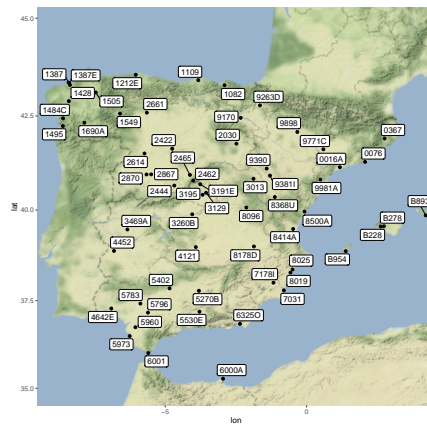 45.0
1387
1387E
1109
1212E
1082
1428
9263D
1505
2661
1484C
42.5
9170
1549
9898
0367
1495
1690A
2030
2422
9771C
0016A
0076
2614
2465
9390
2870
2867
2462
9381I
2444
3195
3191E
3013
9981A
8368U
B893
3129
40.0
8096
8500A
B278
3469A
3260B
B228
8414A
4452
4121
8178D
B954
8025
7178I
5402
8019
5783
5270B
7031
37.5
5796
4642E
5960
5530E
6325O
5973
6001
6000A
35.0
-5
0
lon
lat